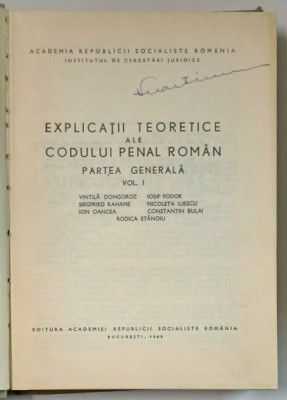 ACADEMIA REPUBLICII SOCIALISTE ROMÂNIA
INSTITUTUL DE CERCETĂRI JURIDICE
EXPLICAȚII TEORETICE
ALE
CODULUI PENAL ROMÂN
PARTEA GENERALĂ
VOL. I
VINTILĂ DONGOROZ IOSIF FODOR
SIEGFRIED KAHANE NICOLETA ILIESCU
ION OANCEA CONSTANTIN BULAI
RODICA STĂNOIU
EDITURA ACADEMIEI REPUBLICII SOCIALISTE ROMÂNIA
BUCUREȘTI, 1969